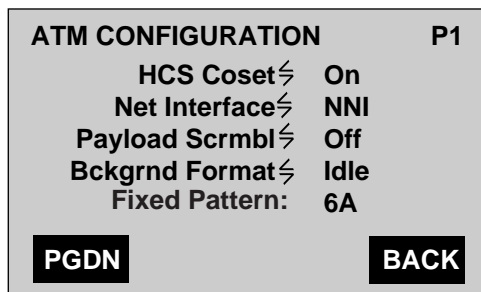 ATM CONFIGURATION P1
HCS Coset On
Net Interface NNI
Payload Scrmbl Off
Bckgrnd Format Idle
Fixed Pattern: 6A
PGDN BACK